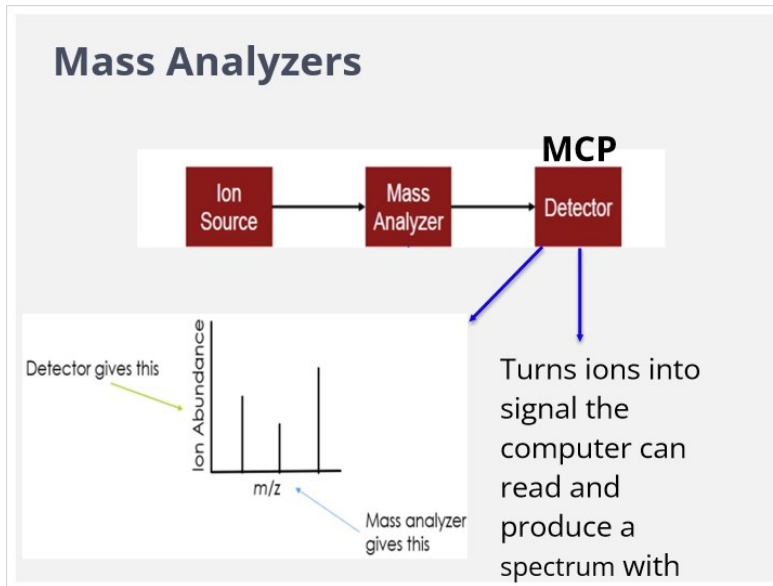 Mass Analyzers
MCP
Ion
Source
Mass
Analyzer
Detector
Detector gives this
Ion Abundance
m/z
Mass analyzer
gives this
Turns ions into
signal the
computer can
read and
produce a
spectrum with